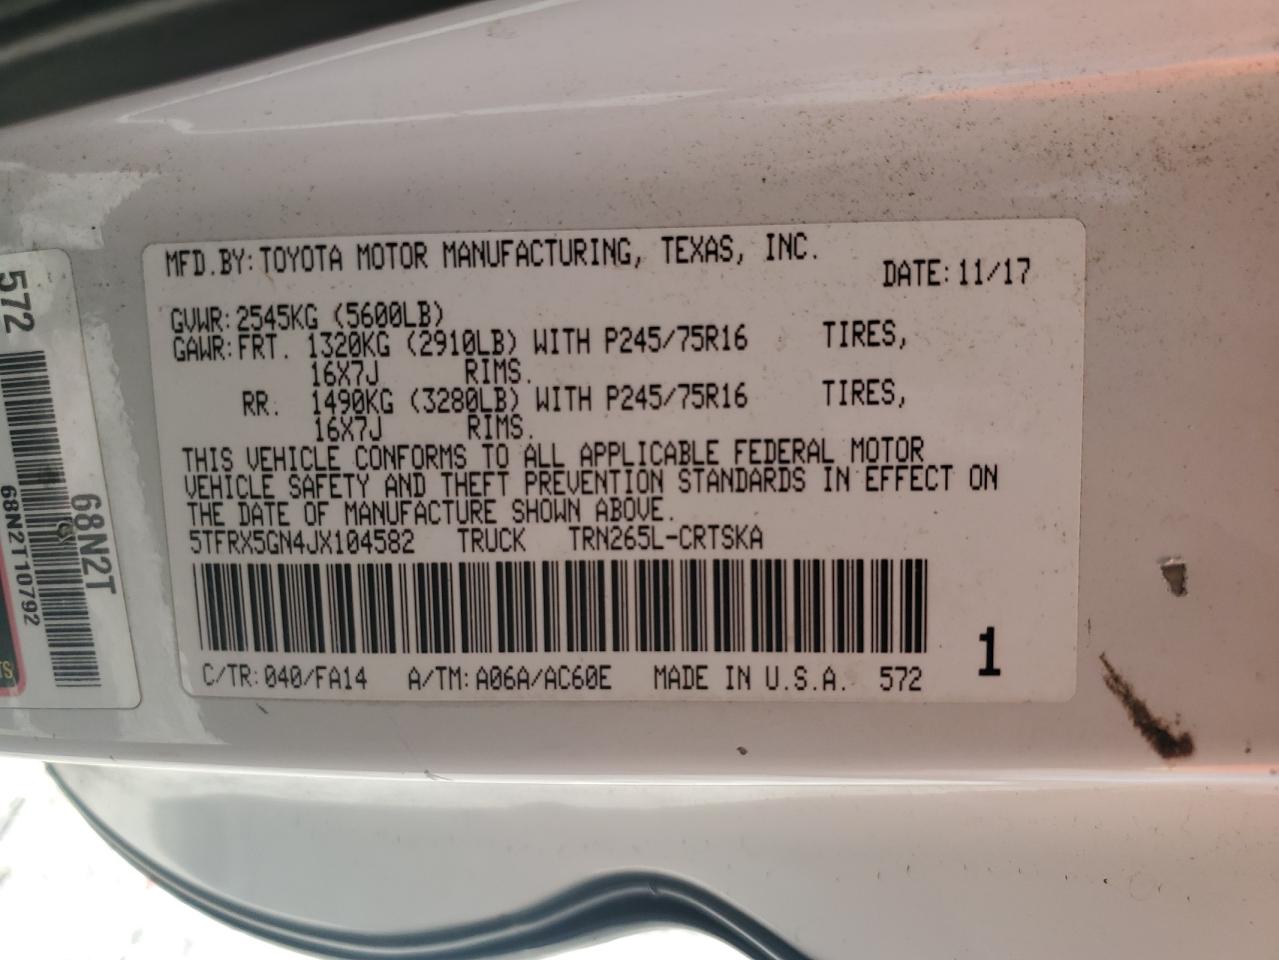 MFD.BY:TOYOTA MOTOR MANUFACTURING, TEXAS, INC.
DATE:11/17
GVWR:2545KG (5600LB)
GAWR:FRT. 1320KG (2910LB) WITH P245/75R16 TIRES,
16X7J RIMS.
RR. 1490KG (3280LB) WITH P245/75R16 TIRES,
16X7J RIMS.
THIS VEHICLE CONFORMS TO ALL APPLICABLE FEDERAL MOTOR
VEHICLE SAFETY AND THEFT PREVENTION STANDARDS IN EFFECT ON
THE DATE OF MANUFACTURE SHOWN ABOVE.
5TFRX5GN4JX104582 TRUCK TRN265L-CRTSKA
C/TR:040/FA14 A/TM:A06A/AC60E MADE IN U.S.A. 572
1
572
68N2T
68N2T10792